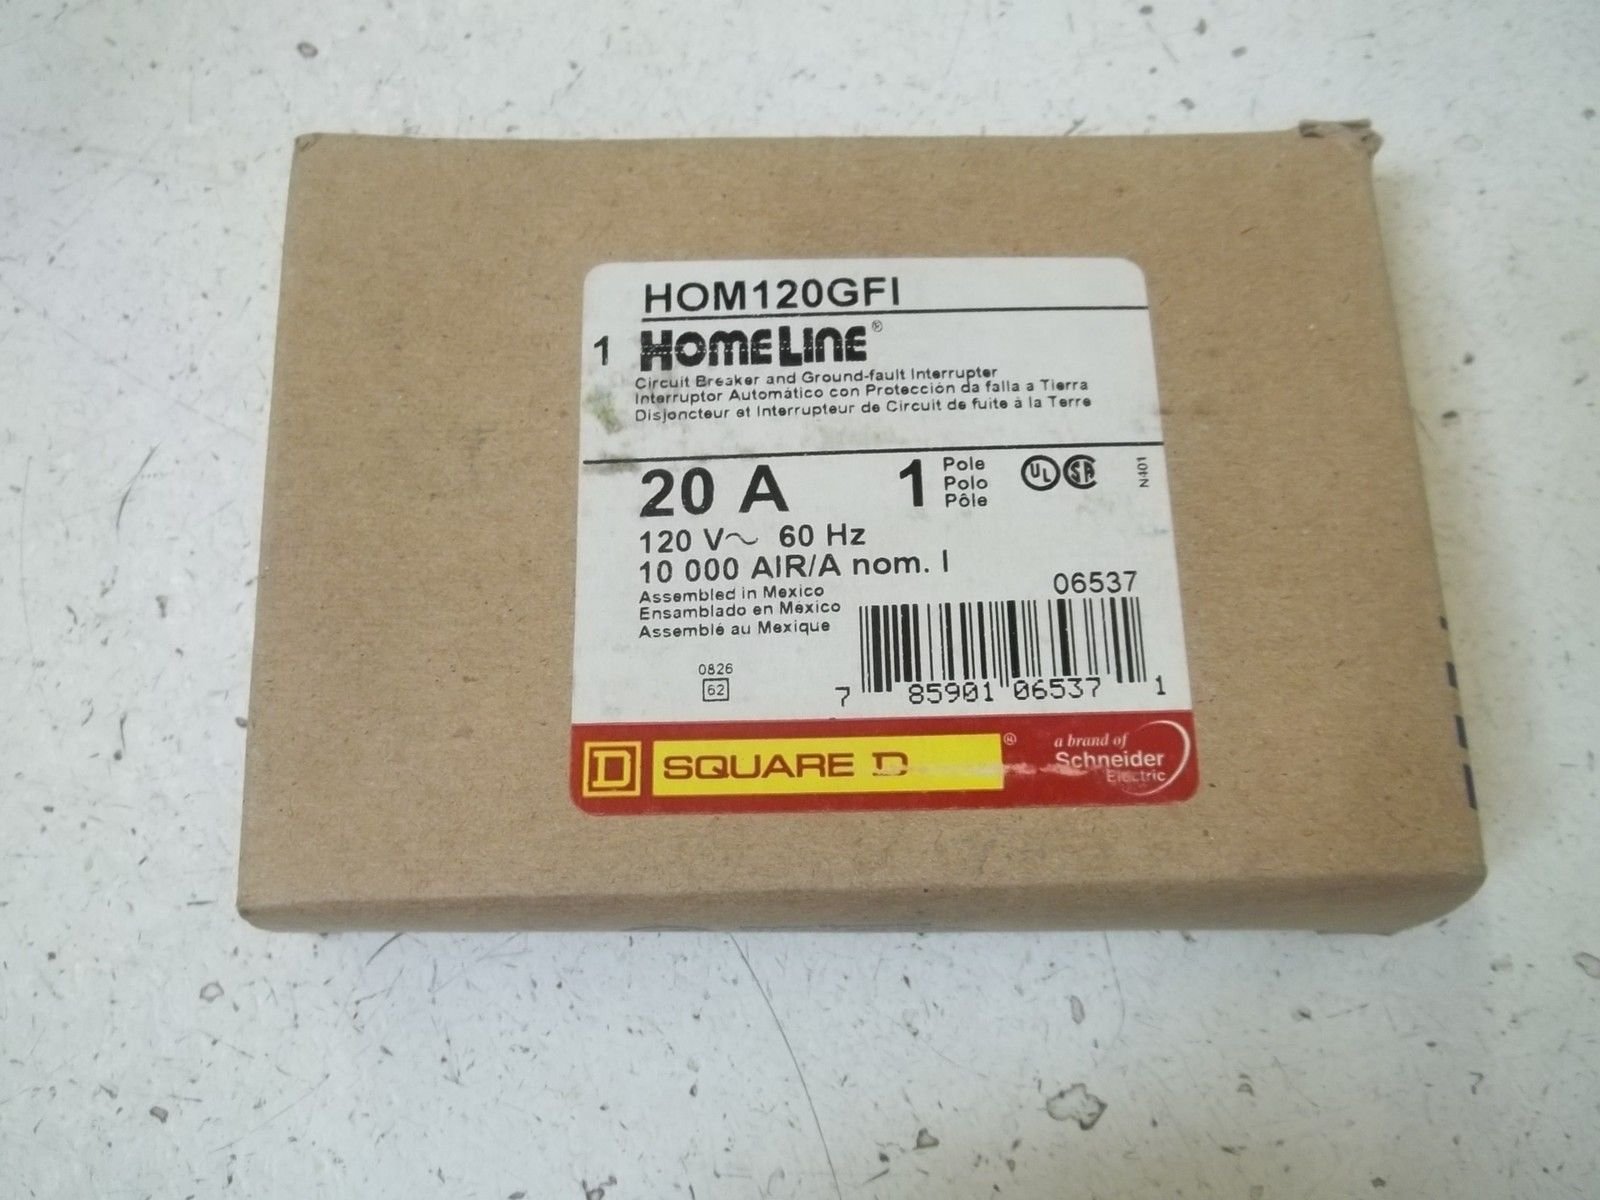 HOM120GFI
1 HOMELINE®
Circuit Breaker and Ground-fault Interrupter
Interruptor Automático con Protección da falla a Tierra
Disjoncteur et Interrupteur de Circuit de fuite à la Terre
20 A 1 Pole
Polo
Pôle
UL SA N401
120 V~ 60 Hz
10 000 AIR/A nom. I
Assembled in Mexico
Ensamblado en Mexico
Assemblé au Mexique
06537
0826
62
7 85901 06537 1
D SQUARE D ®
a brand of
Schneider
Electric